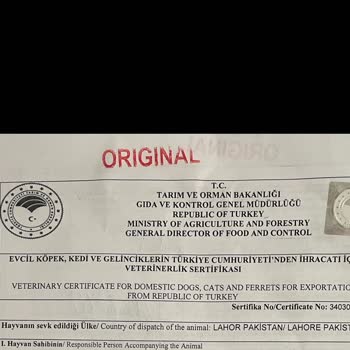 ORIGINAL
T.C.
TARIM VE ORMAN BAKANLIĞI
GIDA VE KONTROL GENEL MÜDÜRLÜĞÜ
REPUBLIC OF TURKEY
MINISTRY OF AGRICULTURE AND FORESTRY
GENERAL DIRECTOR OF FOOD AND CONTROL
EVCİL KÖPEK, KEDİ VE GELİNCİKLERİN TÜRKİYE CUMHURİYETİ'NDEN İHRACATI İÇ
VETERİNERLİK SERTİFİKASI
VETERINARY CERTIFICATE FOR DOMESTIC DOGS, CATS AND FERRETS FOR EXPORTATIO
FROM REPUBLIC OF TURKEY
Sertifika No/Certificate No: 34030
Hayvanın sevk edildiği Ülke/ Country of dispatch of the animal: LAHOR PAKİSTAN/ LAHORE PAKIST
I. Hayvan Sahibinin/ Responsible Person Accompanying the Animal